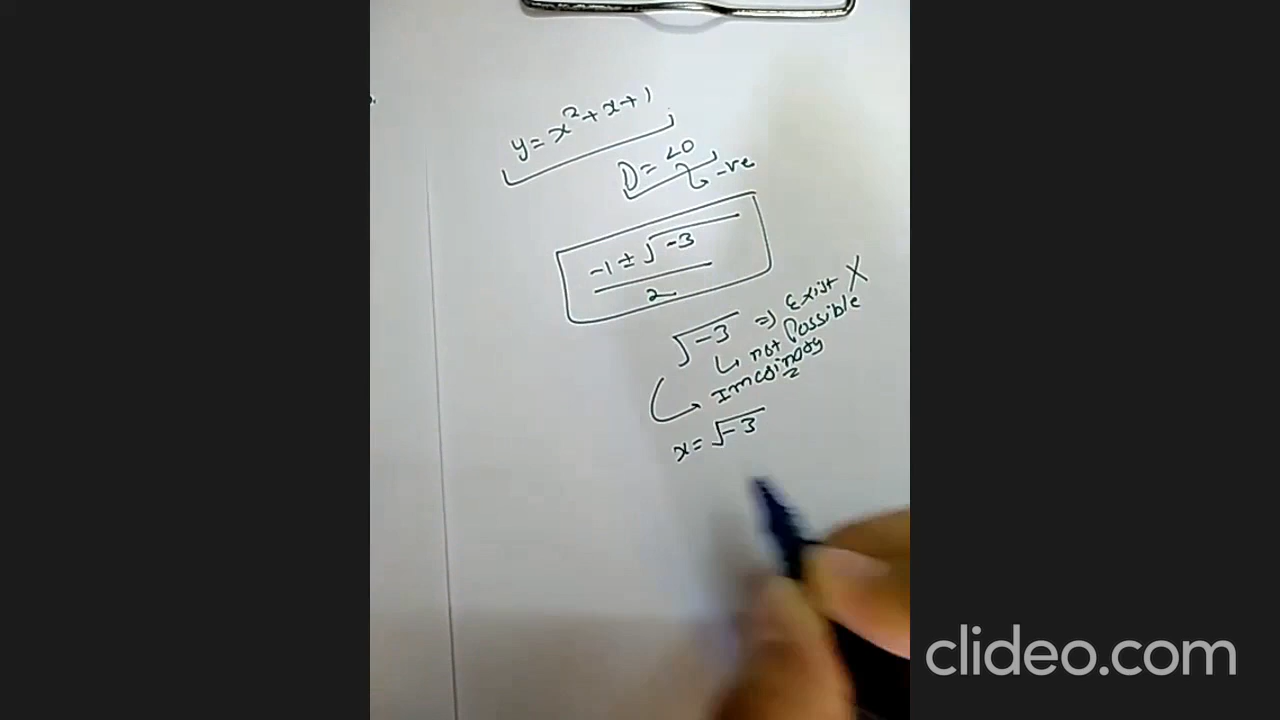 y = x² + x + 1
D = <0
-ve
-1 ± √-3
2
√-3 => Exist X
not Possible
Imaginary
x = √-3
clideo.com